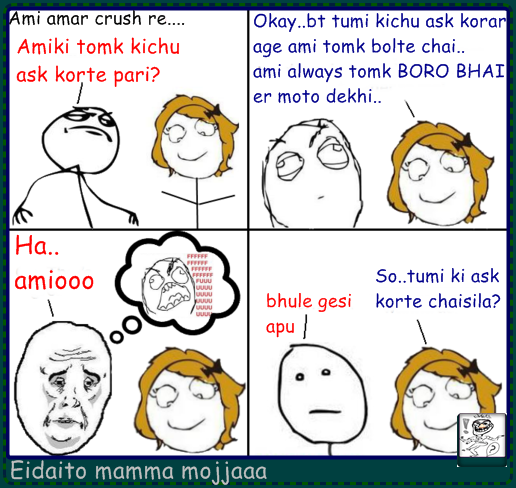 Ami amar crush re....
Amiki tomk kichu
ask korte pari?
Okay..bt tumi kichu ask korar
age ami tomk bolte chai..
ami always tomk BORO BHAI
er moto dekhi..
Ha..
amiooo
FFFFFF
FFFFFF
FFFFFF
FFFFFF
FUUU
UUUU
UUUU
UUUU
UUUU
bhule gesi
apu
So..tumi ki ask
korte chaisila?
Eidaito mamma mojjaaa